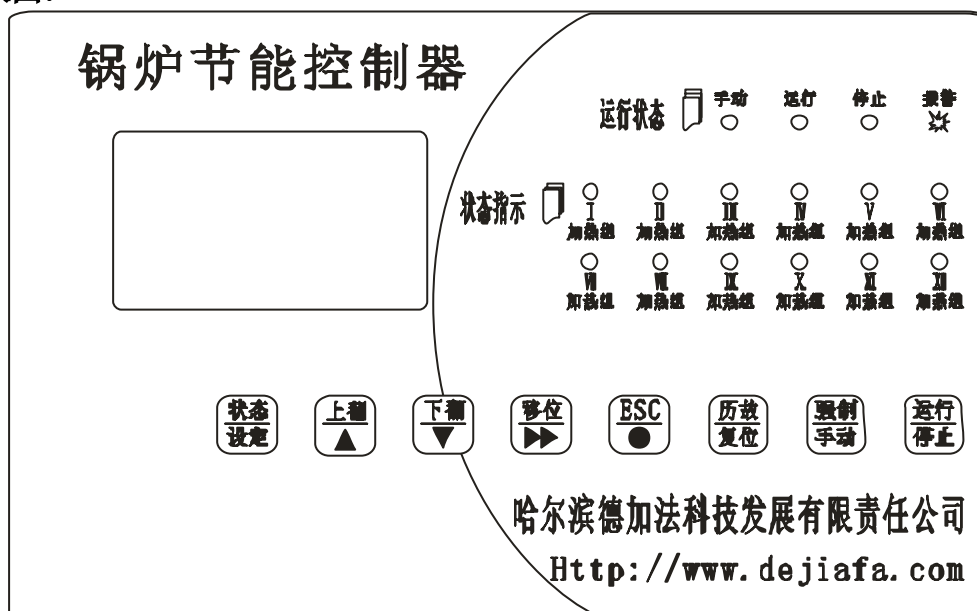 锅炉节能控制器
运行状态 手动 运行 停止 报警
状态指示
I II III IV V VI
加热组 加热组 加热组 加热组 加热组 加热组
VII VIII IX X XI XII
加热组 加热组 加热组 加热组 加热组 加热组
状态 上翻 下翻 移位 ESC 历故 强制 运行
设定 复位 手动 停止
哈尔滨德加法科技发展有限责任公司
Http://www.dejiafa.com